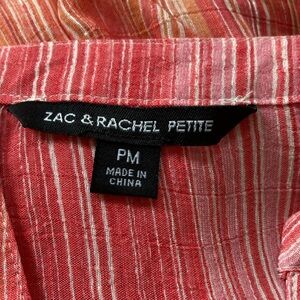 ZAC & RACHEL PETITE
PM
MADE IN
CHINA